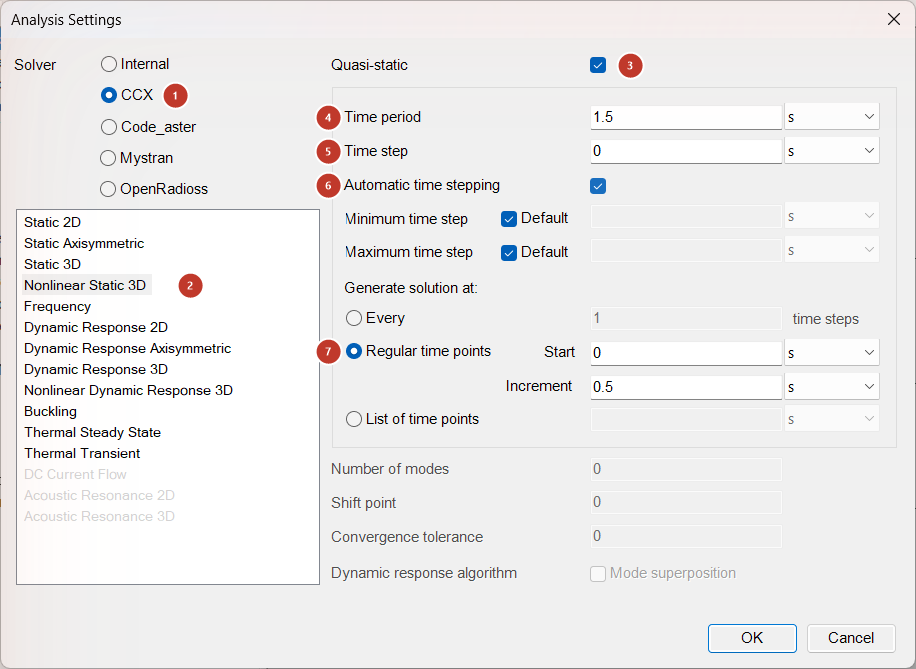 Analysis Settings
Solver
Internal
CCX 1
Code_aster
Mystran
OpenRadioss
Static 2D
Static Axisymmetric
Static 3D
Nonlinear Static 3D 2
Frequency
Dynamic Response 2D
Dynamic Response Axisymmetric
Dynamic Response 3D
Nonlinear Dynamic Response 3D
Buckling
Thermal Steady State
Thermal Transient
DC Current Flow
Acoustic Resonance 2D
Acoustic Resonance 3D
Quasi-static 3
4 Time period 1.5 s
5 Time step 0 s
6 Automatic time stepping
Minimum time step Default s
Maximum time step Default s
Generate solution at:
Every 1 time steps
7 Regular time points Start 0 s
Increment 0.5 s
List of time points s
Number of modes 0
Shift point 0
Convergence tolerance 0
Dynamic response algorithm Mode superposition
OK Cancel